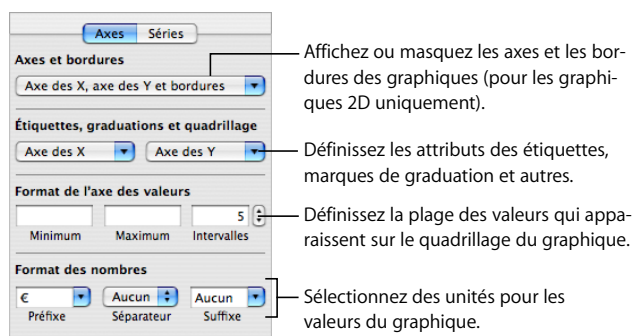 Axes Séries
Axes et bordures
Axe des X, axe des Y et bordures
Affichez ou masquez les axes et les bor-
dures des graphiques (pour les graphi-
ques 2D uniquement).
Étiquettes, graduations et quadrillage
Axe des X Axe des Y
Définissez les attributs des étiquettes,
marques de graduation et autres.
Format de l'axe des valeurs
5
Minimum Maximum Intervalles
Définissez la plage des valeurs qui appa-
raissent sur le quadrillage du graphique.
Format des nombres
€ Aucun Aucun
Préfixe Séparateur Suffixe
Sélectionnez des unités pour les
valeurs du graphique.